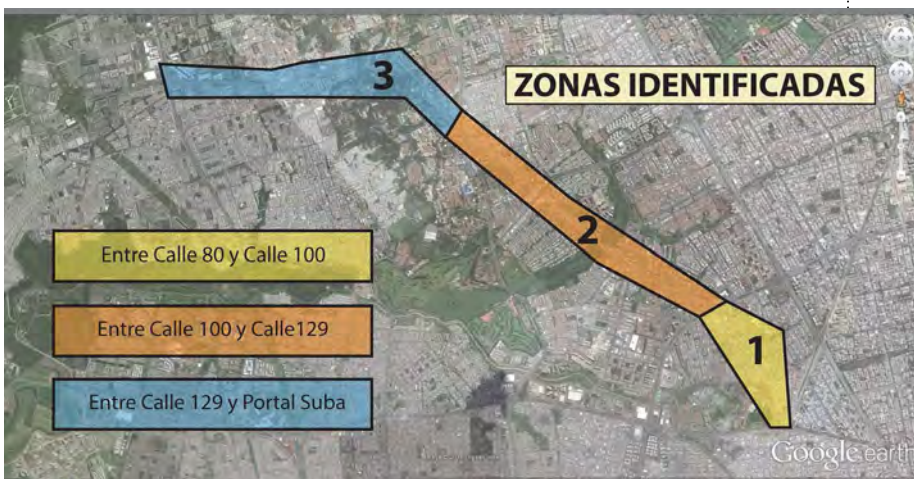 3
ZONAS IDENTIFICADAS
2
Entre Calle 80 y Calle 100
Entre Calle 100 y Calle129
1
Entre Calle 129 y Portal Suba
Google earth